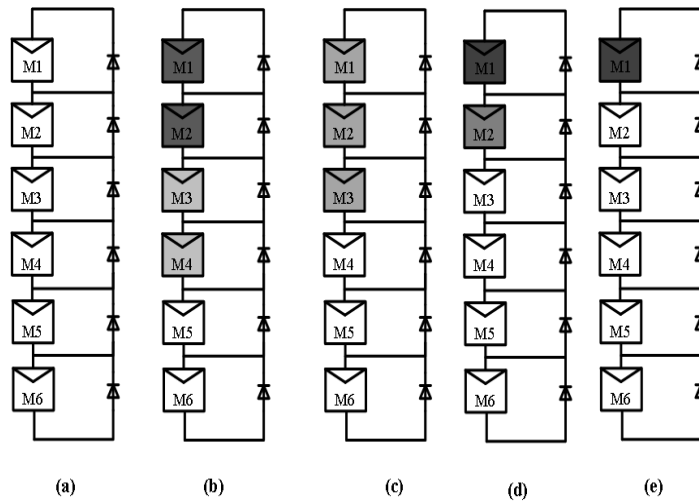 M1 M1 M1 M1 M1
M2 M2 M2 M2 M2
M3 M3 M3 M3 M3
M4 M4 M4 M4 M4
M5 M5 M5 M5 M5
M6 M6 M6 M6 M6
(a) (b) (c) (d) (e)